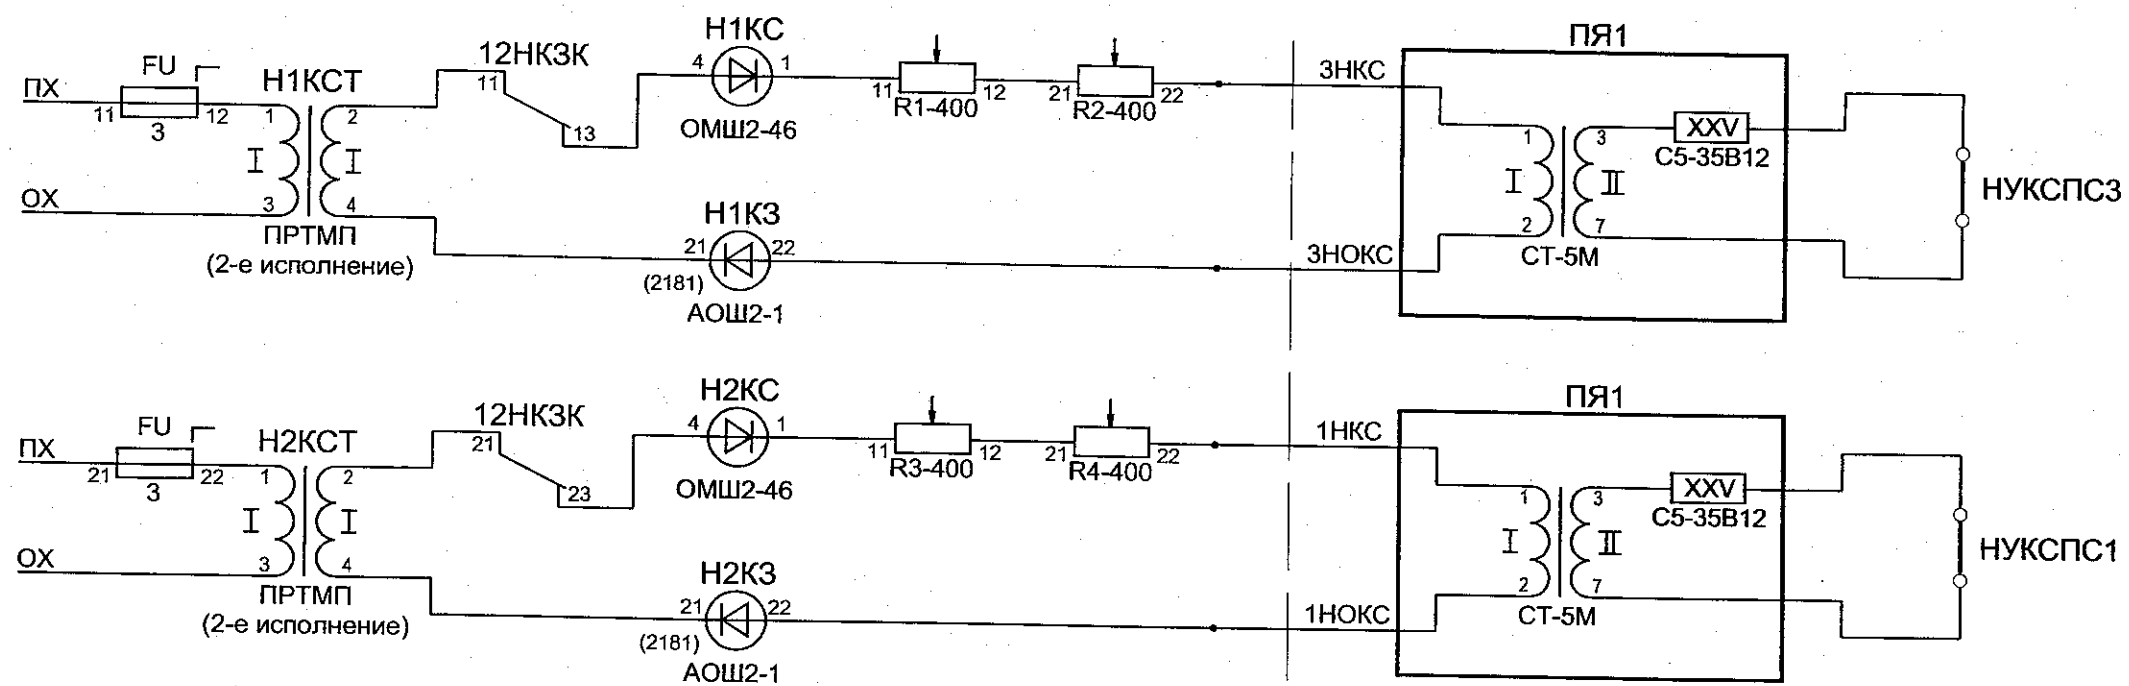 Н1КС
ПЯ1
12НКЗК
FU
Н1КСТ
ПХ
11
3
12
1
2
11
13
4
1
ОМШ2-46
11
R1-400
12
21
R2-400
22
3НКС
XXV
С5-35В12
1
3
I
I
I
II
НУКСПС3
ОХ
3
4
ПРТМП
(2-е исполнение)
Н1КЗ
21
22
(2181)
АОШ2-1
3НОКС
2
7
СТ-5М
Н2КС
ПЯ1
12НКЗК
FU
Н2КСТ
ПХ
21
3
22
1
2
21
23
4
1
ОМШ2-46
11
R3-400
12
21
R4-400
22
1НКС
XXV
С5-35В12
1
3
I
I
I
II
НУКСПС1
ОХ
3
4
ПРТМП
(2-е исполнение)
Н2КЗ
21
22
(2181)
АОШ2-1
1НОКС
2
7
СТ-5М